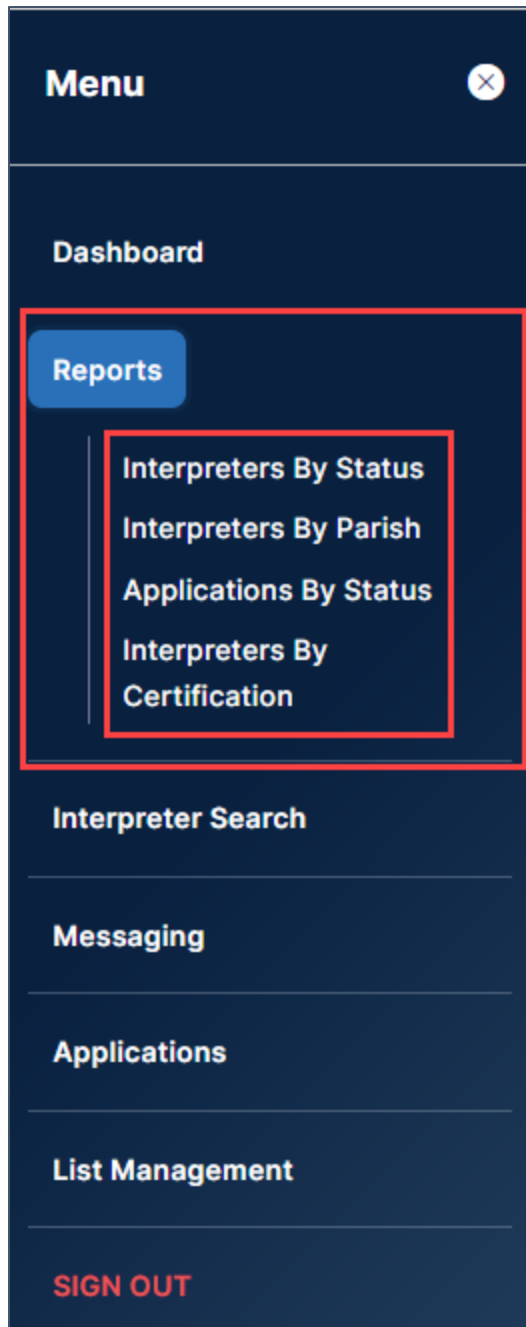 Menu
Dashboard
Reports
Interpreters By Status
Interpreters By Parish
Applications By Status
Interpreters By
Certification
Interpreter Search
Messaging
Applications
List Management
SIGN OUT